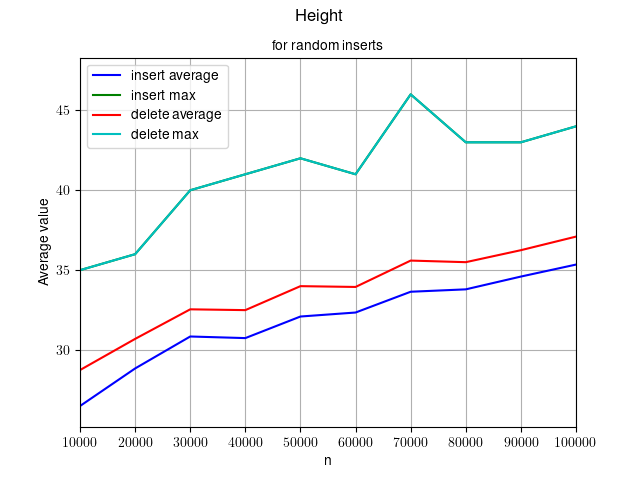 Height
for random inserts
insert average
insert max
delete average
delete max
Average value
45
40
35
30
10000 20000 30000 40000 50000 60000 70000 80000 90000 100000
n